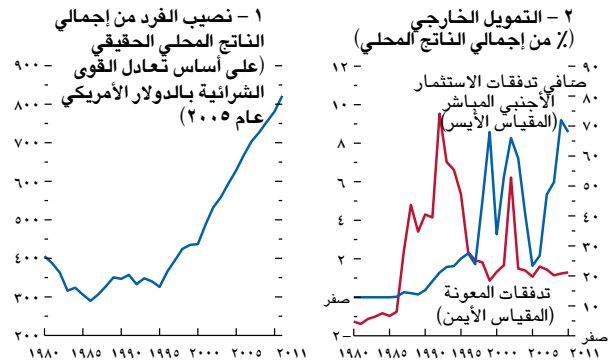 ١ – نصيب الفرد من إجمالي
الناتج المحلي الحقيقي
(على أساس تعادل القوى
الشرائية بالدولار الأمريكي
عام ٢٠٠٥)
٩٠٠
٨٠٠
٧٠٠
٦٠٠
٥٠٠
٤٠٠
٣٠٠
٢٠٠
١٩٨٠ ١٩٨٥ ١٩٩٠ ١٩٩٥ ٢٠٠٠ ٢٠٠٥ ٢٠١١
٢ – التمويل الخارجي
(٪ من إجمالي الناتج المحلي)
١٢
١٠
٨
٦
٤
٢
صفر
٢–
صافي تدفقات الاستثمار
الأجنبي المباشر
(المقياس الأيسر)
تدفقات المعونة
(المقياس الأيمن)
٩٠
٨٠
٧٠
٦٠
٥٠
٤٠
٣٠
٢٠
١٠
صفر
١٩٨٠ ١٩٨٥ ١٩٩٠ ١٩٩٥ ٢٠٠٠ ٢٠٠٥ ٢٠١١